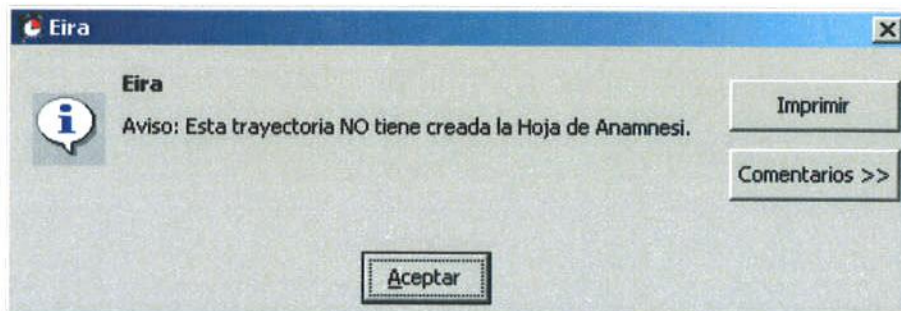 Eira
Eira
Aviso: Esta trayectoria NO tiene creada la Hoja de Anamnesi.
Imprimir
Comentarios >>
Aceptar